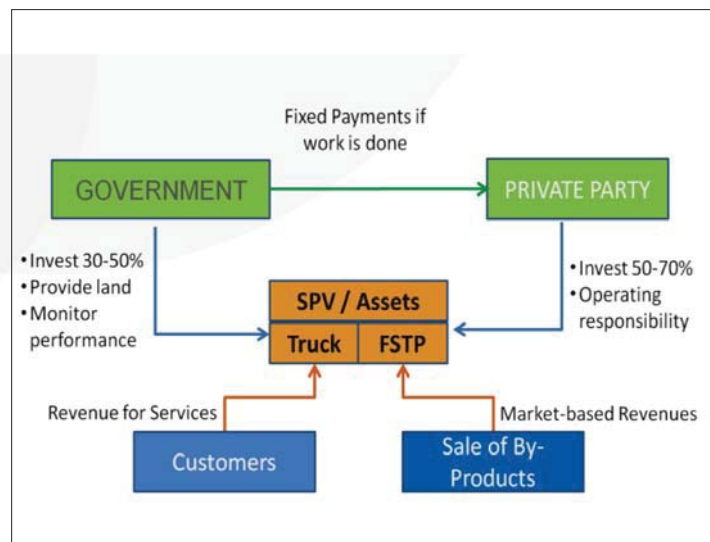 Fixed Payments if
work is done
GOVERNMENT
PRIVATE PARTY
• Invest 30-50%
• Provide land
• Monitor
performance
• Invest 50-70%
• Operating
responsibility
SPV / Assets
Truck
FSTP
Revenue for Services
Market-based Revenues
Customers
Sale of By-
Products